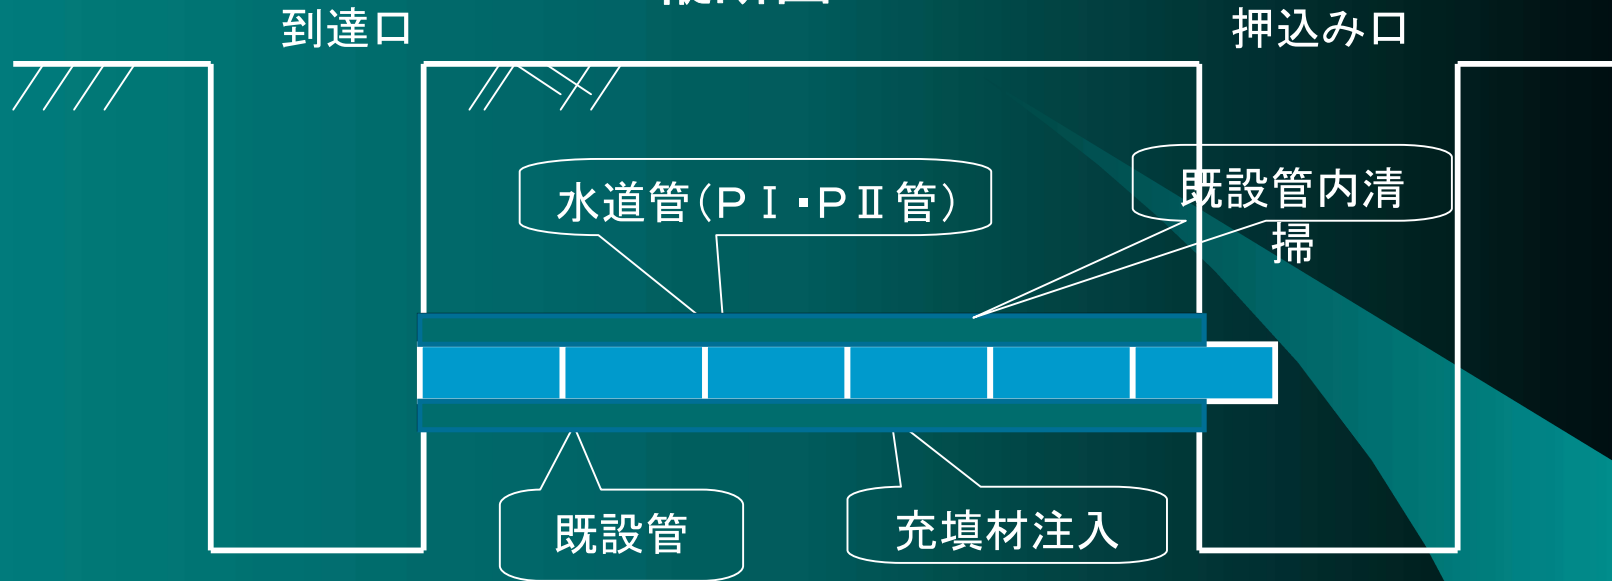 到達口
押込み口
水道管(ＰⅠ・ＰⅡ管)
既設管内清
掃
既設管
充填材注入